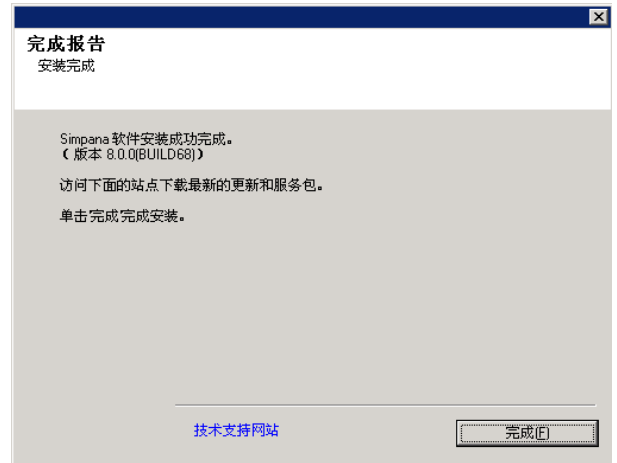 完成报告
安装完成
Simpana 软件安装成功完成。
( 版本 8.0.0(BUILD68) )
访问下面的站点下载最新的更新和服务包。
单击 完成 完成安装。
技术支持网站
完成(F)